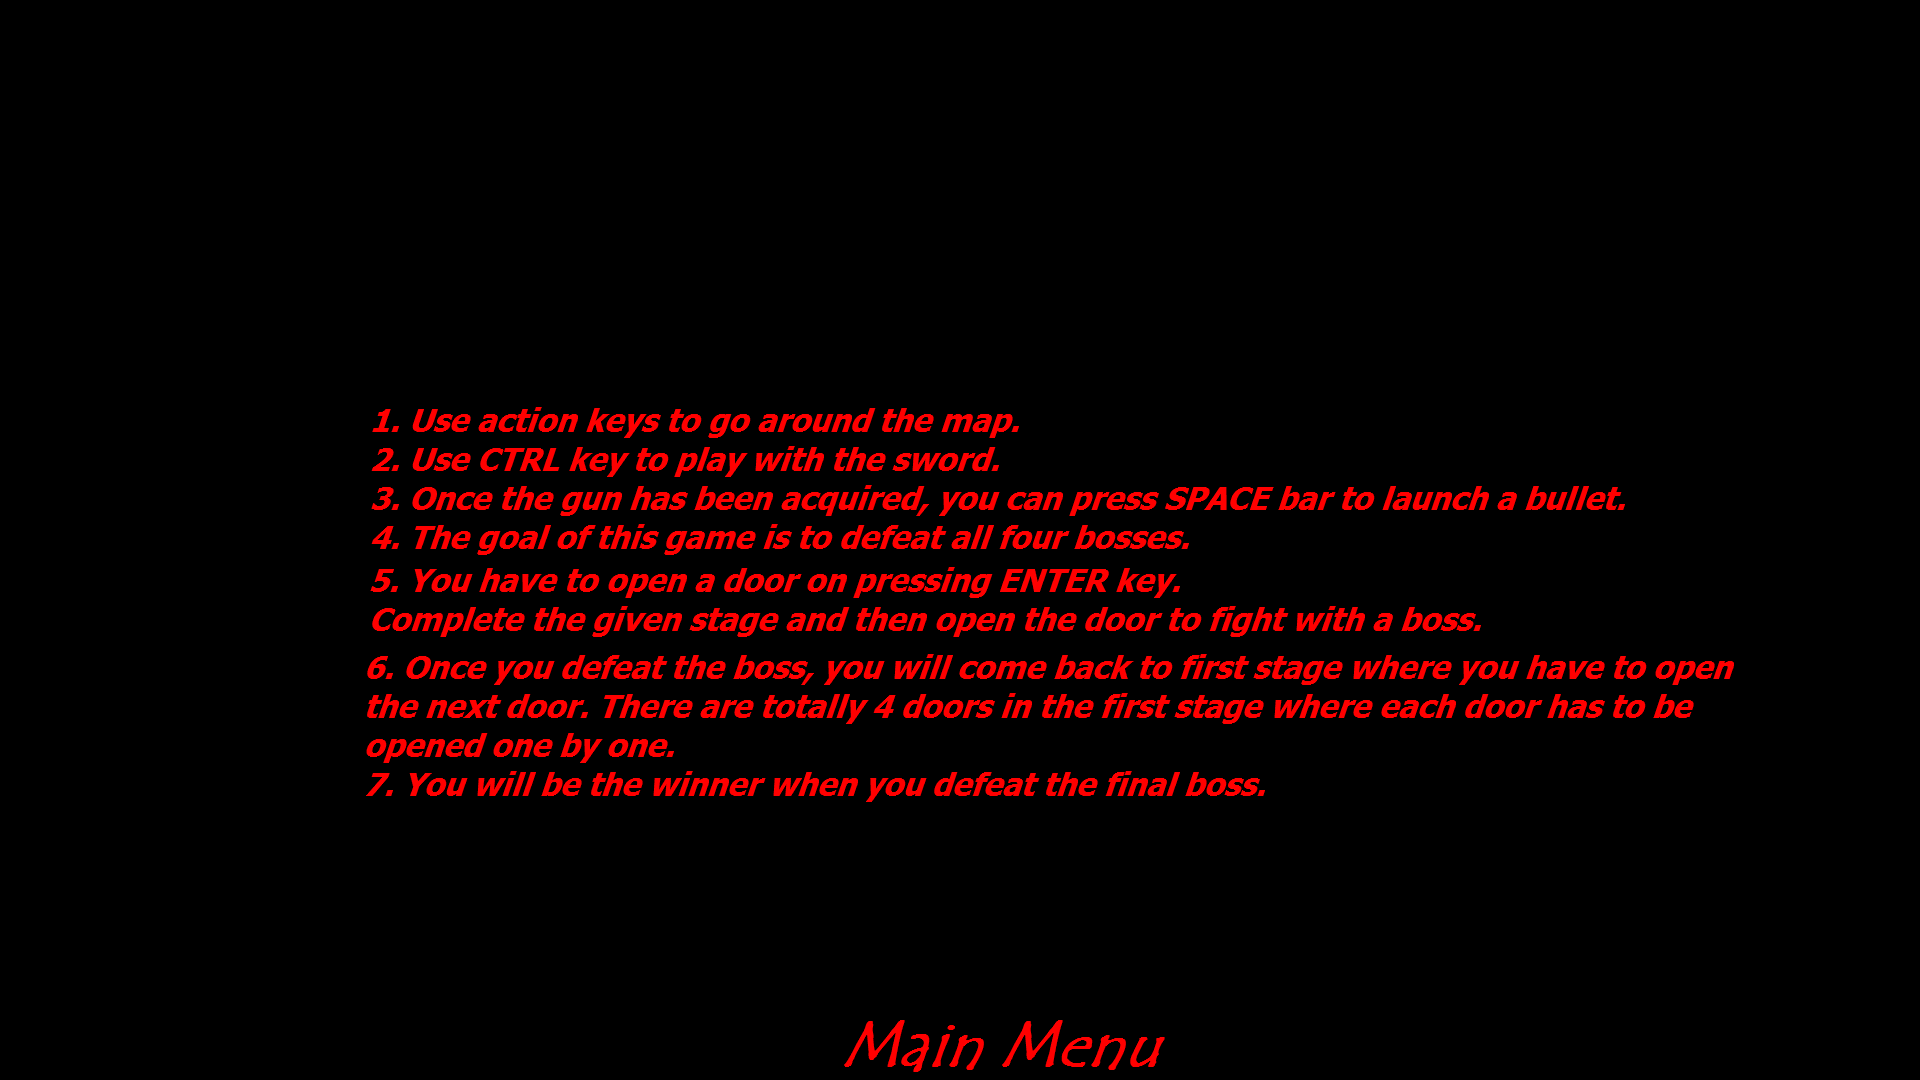 1. Use action keys to go around the map.
2. Use CTRL key to play with the sword.
3. Once the gun has been acquired, you can press SPACE bar to launch a bullet.
4. The goal of this game is to defeat all four bosses.
5. You have to open a door on pressing ENTER key.
Complete the given stage and then open the door to fight with a boss.
6. Once you defeat the boss, you will come back to first stage where you have to open
the next door. There are totally 4 doors in the first stage where each door has to be
opened one by one.
7. You will be the winner when you defeat the final boss.
Main Menu